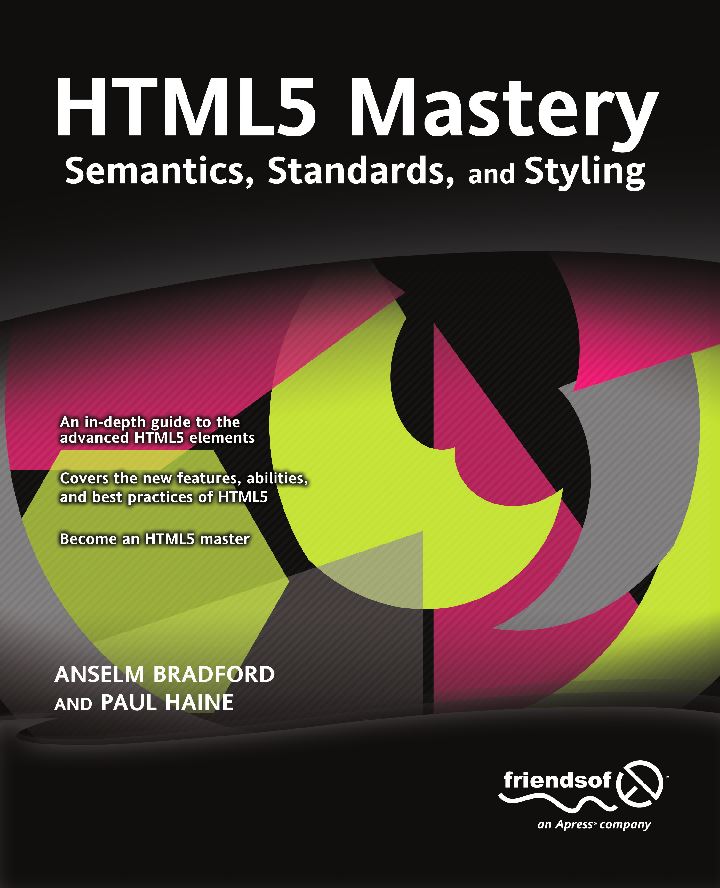 HTML5 Mastery
Semantics, Standards, and Styling
An in-depth guide to the
advanced HTML5 elements
Covers the new features, abilities,
and best practices of HTML5
Become an HTML5 master
ANSELM BRADFORD
AND PAUL HAINE
friendsof
an Apress® company